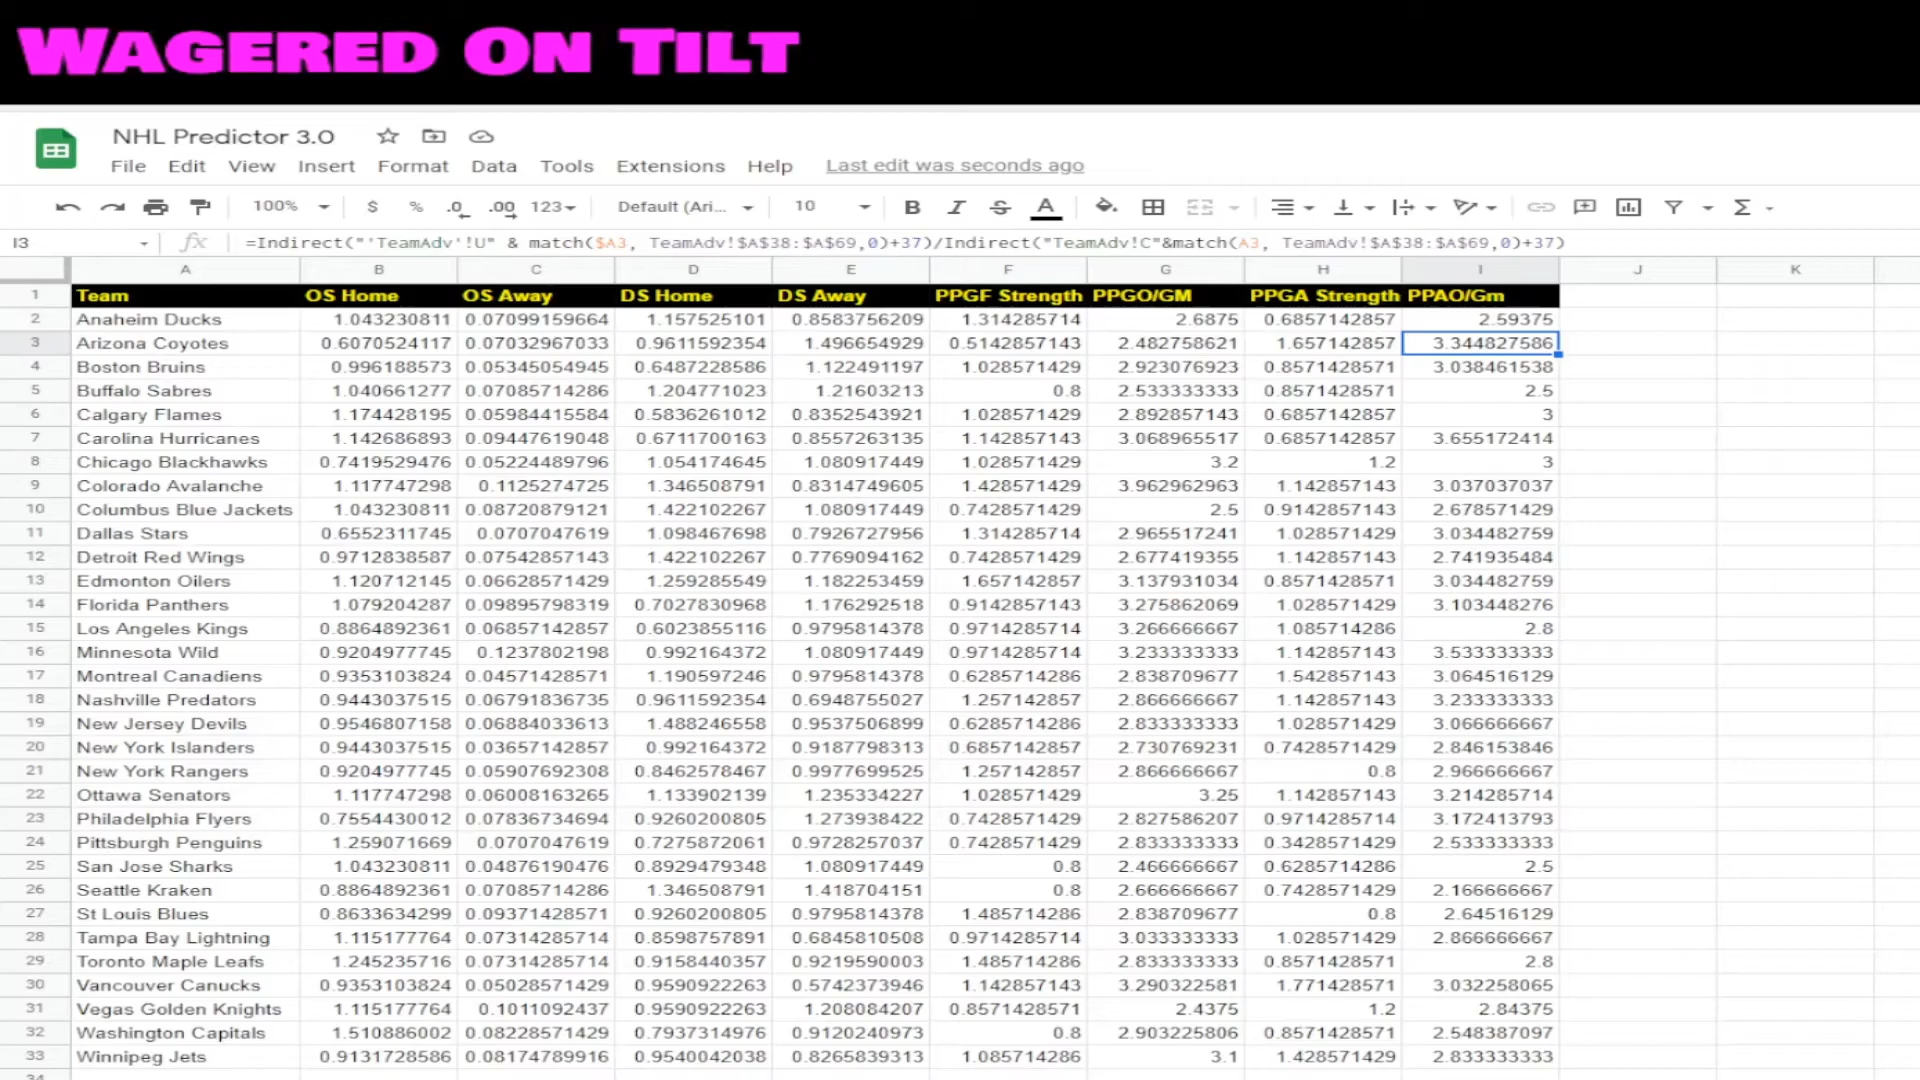 WAGERED ON TILT
NHL Predictor 3.0
File Edit View Insert Format Data Tools Extensions Help Last edit was seconds ago
100% $ % .0 .00 123 Default (Ari... 10 B I S A Σ
I3 fx =Indirect("'TeamAdv'!U" & match($A3, TeamAdv!$A$38:$A$69,0)+37)/Indirect("TeamAdv!C"&match(A3, TeamAdv!$A$38:$A$69,0)+37)
A B C D E F G H I J K
1 Team OS Home OS Away DS Home DS Away PPGF Strength PPGO/GM PPGA Strength PPAO/Gm
2 Anaheim Ducks 1.043230811 0.07099159664 1.157525101 0.8583756209 1.314285714 2.6875 0.6857142857 2.59375
3 Arizona Coyotes 0.6070524117 0.07032967033 0.9611592354 1.496654929 0.5142857143 2.482758621 1.657142857 3.344827586
4 Boston Bruins 0.996188573 0.05345054945 0.6487228586 1.122491197 1.028571429 2.923076923 0.8571428571 3.038461538
5 Buffalo Sabres 1.040661277 0.07085714286 1.204771023 1.21603213 0.8 2.533333333 0.8571428571 2.5
6 Calgary Flames 1.174428195 0.05984415584 0.5836261012 0.8352543921 1.028571429 2.892857143 0.6857142857 3
7 Carolina Hurricanes 1.142686893 0.09447619048 0.6711700163 0.8557263135 1.142857143 3.068965517 0.6857142857 3.655172414
8 Chicago Blackhawks 0.7419529476 0.05224489796 1.054174645 1.080917449 1.028571429 3.2 1.2 3
9 Colorado Avalanche 1.117747298 0.1125274725 1.346508791 0.8314749605 1.428571429 3.962962963 1.142857143 3.037037037
10 Columbus Blue Jackets 1.043230811 0.08720879121 1.422102267 1.080917449 0.7428571429 2.5 0.9142857143 2.678571429
11 Dallas Stars 0.6552311745 0.0707047619 1.098467698 0.7926727956 1.314285714 2.965517241 1.028571429 3.034482759
12 Detroit Red Wings 0.9712838587 0.07542857143 1.422102267 0.7769094162 0.7428571429 2.677419355 1.142857143 2.741935484
13 Edmonton Oilers 1.120712145 0.06628571429 1.259285549 1.182253459 1.657142857 3.137931034 0.8571428571 3.034482759
14 Florida Panthers 1.079204287 0.09895798319 0.7027830968 1.176292518 0.9142857143 3.275862069 1.028571429 3.103448276
15 Los Angeles Kings 0.8864892361 0.06857142857 0.6023855116 0.9795814378 0.9714285714 3.266666667 1.085714286 2.8
16 Minnesota Wild 0.9204977745 0.1237802198 0.992164372 1.080917449 0.9714285714 3.233333333 1.142857143 3.533333333
17 Montreal Canadiens 0.9353103824 0.04571428571 1.190597246 0.9795814378 0.6285714286 2.838709677 1.542857143 3.064516129
18 Nashville Predators 0.9443037515 0.06791836735 0.9611592354 0.6948755027 1.257142857 2.866666667 1.142857143 3.233333333
19 New Jersey Devils 0.9546807158 0.06884033613 1.488246558 0.9537506899 0.6285714286 2.833333333 1.028571429 3.066666667
20 New York Islanders 0.9443037515 0.03657142857 0.992164372 0.9187798313 0.6857142857 2.730769231 0.7428571429 2.846153846
21 New York Rangers 0.9204977745 0.05907692308 0.8462578467 0.9977699525 1.257142857 2.866666667 0.8 2.966666667
22 Ottawa Senators 1.117747298 0.06008163265 1.133902139 1.235334227 1.028571429 3.25 1.142857143 3.214285714
23 Philadelphia Flyers 0.7554430012 0.07836734694 0.9260200805 1.273938422 0.7428571429 2.827586207 0.9714285714 3.172413793
24 Pittsburgh Penguins 1.259071669 0.0707047619 0.7275872061 0.9728257037 0.7428571429 2.833333333 0.3428571429 2.533333333
25 San Jose Sharks 1.043230811 0.04876190476 0.8929479348 1.080917449 0.8 2.466666667 0.6285714286 2.5
26 Seattle Kraken 0.8864892361 0.07085714286 1.346508791 1.418704151 0.8 2.666666667 0.7428571429 2.166666667
27 St Louis Blues 0.8633634299 0.09371428571 0.9260200805 0.9795814378 1.485714286 2.838709677 0.8 2.64516129
28 Tampa Bay Lightning 1.115177764 0.07314285714 0.8598757891 0.6845810508 0.9714285714 3.033333333 1.028571429 2.866666667
29 Toronto Maple Leafs 1.245235716 0.07314285714 0.9158440357 0.9219590003 1.485714286 2.833333333 0.8571428571 2.8
30 Vancouver Canucks 0.9353103824 0.05028571429 0.9590922263 0.5742373946 1.142857143 3.290322581 1.771428571 3.032258065
31 Vegas Golden Knights 1.115177764 0.1011092437 0.9590922263 1.208084207 0.8571428571 2.4375 1.2 2.84375
32 Washington Capitals 1.510886002 0.08228571429 0.7937314976 0.9120240973 0.8 2.903225806 0.8571428571 2.548387097
33 Winnipeg Jets 0.9131728586 0.08174789916 0.9540042038 0.8265839313 1.085714286 3.1 1.428571429 2.833333333
34